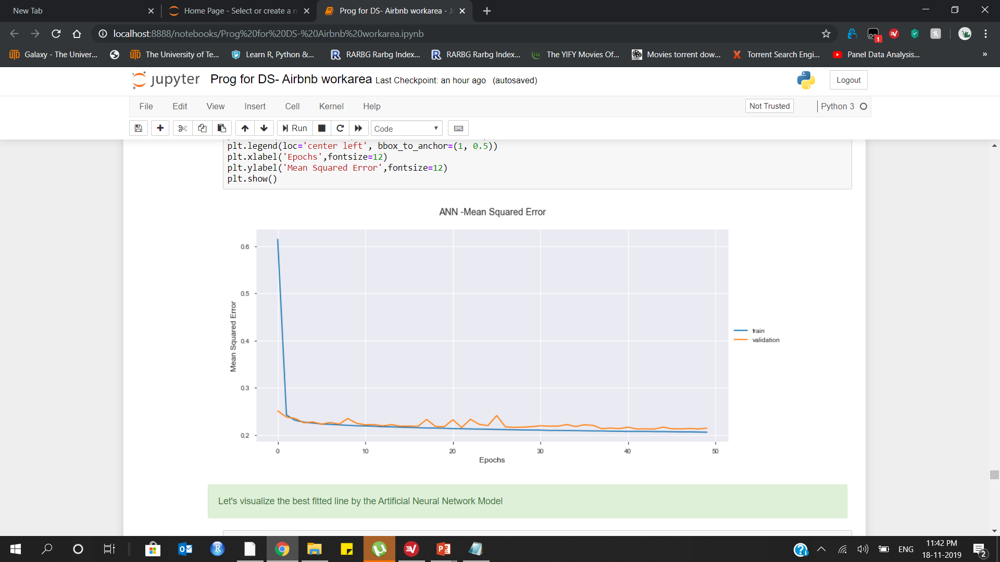 New Tab
Home Page - Select or create a n
Prog for DS- Airbnb workarea - J
localhost:8888/notebooks/Prog%20for%20DS-%20Airbnb%20workarea.ipynb
1
Galaxy - The Univer...
The University of Te...
Learn R, Python &...
RARBG Rarbg Index...
RARBG Rarbg Index...
The YIFY Movies Of...
Movies torrent dow...
Torrent Search Engi...
Panel Data Analysis...
»
jupyter Prog for DS- Airbnb workarea Last Checkpoint: an hour ago (autosaved)
Logout
File Edit View Insert Cell Kernel Help
Not Trusted
Python 3
Run
Code
plt.legend(loc='center left', bbox_to_anchor=(1, 0.5))
plt.xlabel('Epochs',fontsize=12)
plt.ylabel('Mean Squared Error',fontsize=12)
plt.show()
ANN -Mean Squared Error
Mean Squared Error
0.6
0.5
0.4
0.3
0.2
0 10 20 30 40 50
Epochs
train
validation
Let's visualize the best fitted line by the Artificial Neural Network Model
ENG
11:42 PM
18-11-2019
2